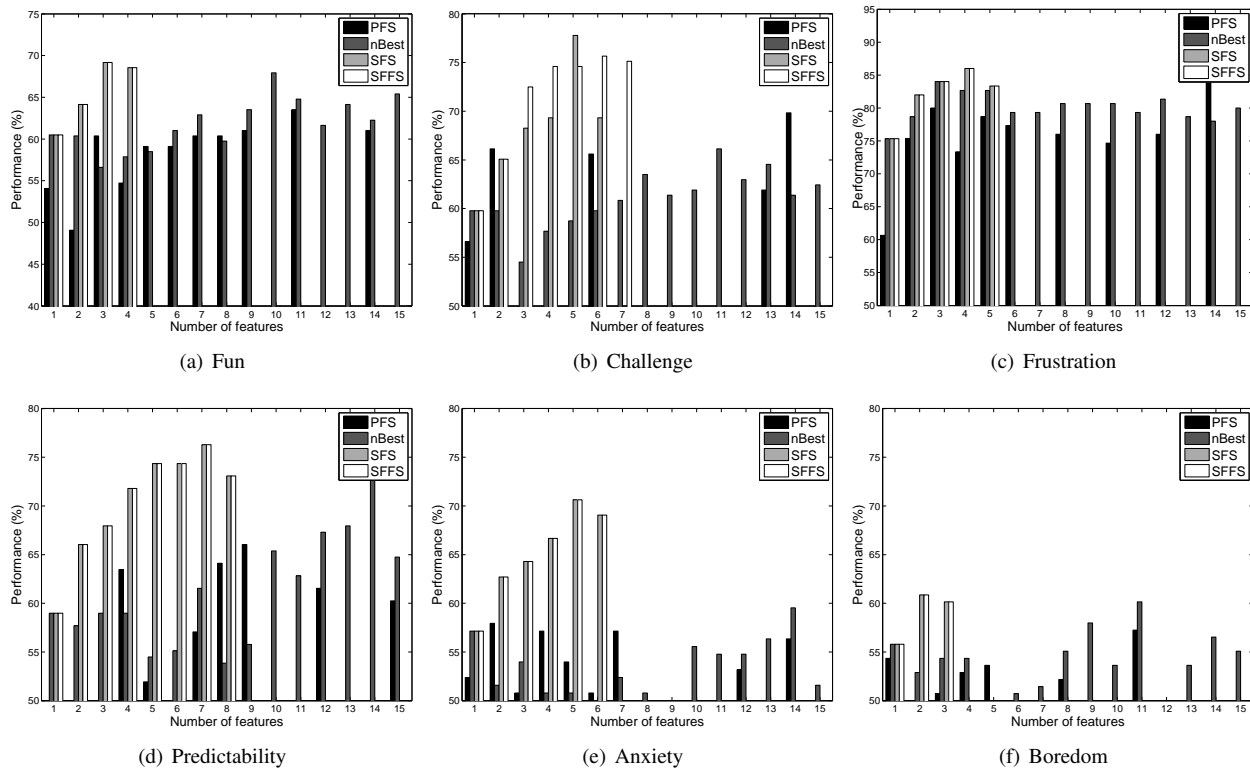 PFS
nBest
SFS
SFFS
Performance (%)
75
70
65
60
55
50
45
40
1 2 3 4 5 6 7 8 9 10 11 12 13 14 15
Number of features
(a) Fun
PFS
nBest
SFS
SFFS
Performance (%)
80
75
70
65
60
55
50
1 2 3 4 5 6 7 8 9 10 11 12 13 14 15
Number of features
(b) Challenge
PFS
nBest
SFS
SFFS
Performance (%)
95
90
85
80
75
70
65
60
55
50
1 2 3 4 5 6 7 8 9 10 11 12 13 14 15
Number of features
(c) Frustration
PFS
nBest
SFS
SFFS
Performance (%)
80
75
70
65
60
55
50
1 2 3 4 5 6 7 8 9 10 11 12 13 14 15
Number of features
(d) Predictability
PFS
nBest
SFS
SFFS
Performance (%)
80
75
70
65
60
55
50
1 2 3 4 5 6 7 8 9 10 11 12 13 14 15
Number of features
(e) Anxiety
PFS
nBest
SFS
SFFS
Performance (%)
80
75
70
65
60
55
50
1 2 3 4 5 6 7 8 9 10 11 12 13 14 15
Number of features
(f) Boredom